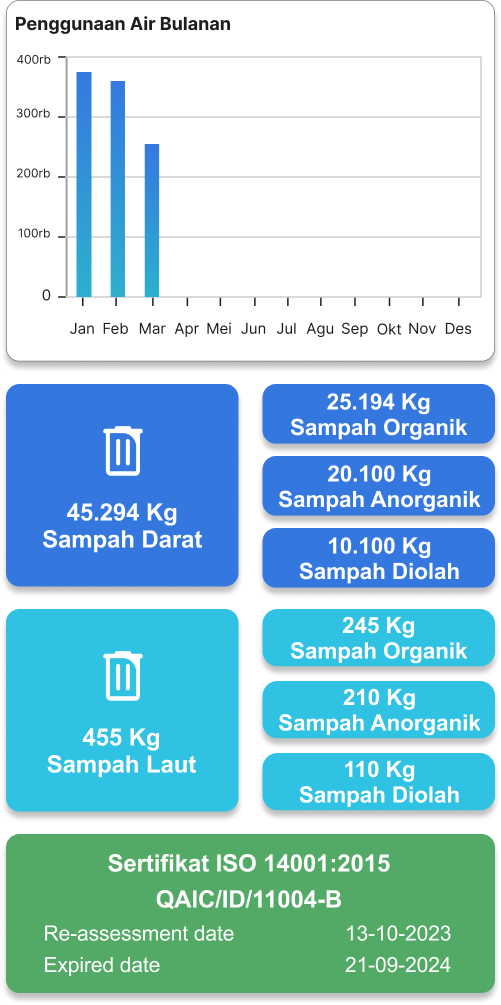 Penggunaan Air Bulanan
400rb
300rb
200rb
100rb
0
Jan Feb Mar Apr Mei Jun Jul Agu Sep Okt Nov Des
45.294 Kg
Sampah Darat
25.194 Kg
Sampah Organik
20.100 Kg
Sampah Anorganik
10.100 Kg
Sampah Diolah
455 Kg
Sampah Laut
245 Kg
Sampah Organik
210 Kg
Sampah Anorganik
110 Kg
Sampah Diolah
Sertifikat ISO 14001:2015
QAIC/ID/11004-B
Re-assessment date 13-10-2023
Expired date 21-09-2024